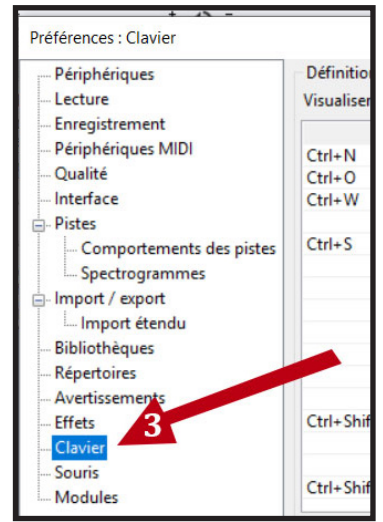 Préférences : Clavier
Périphériques
Lecture
Enregistrement
Périphériques MIDI
Qualité
Interface
Pistes
Comportements des pistes
Spectrogrammes
Import / export
Import étendu
Bibliothèques
Répertoires
Avertissements
Effets
Clavier
Souris
Modules
3
Définitio
Visualiser
Ctrl+N
Ctrl+O
Ctrl+W
Ctrl+S
Ctrl+Shif
Ctrl+Shif